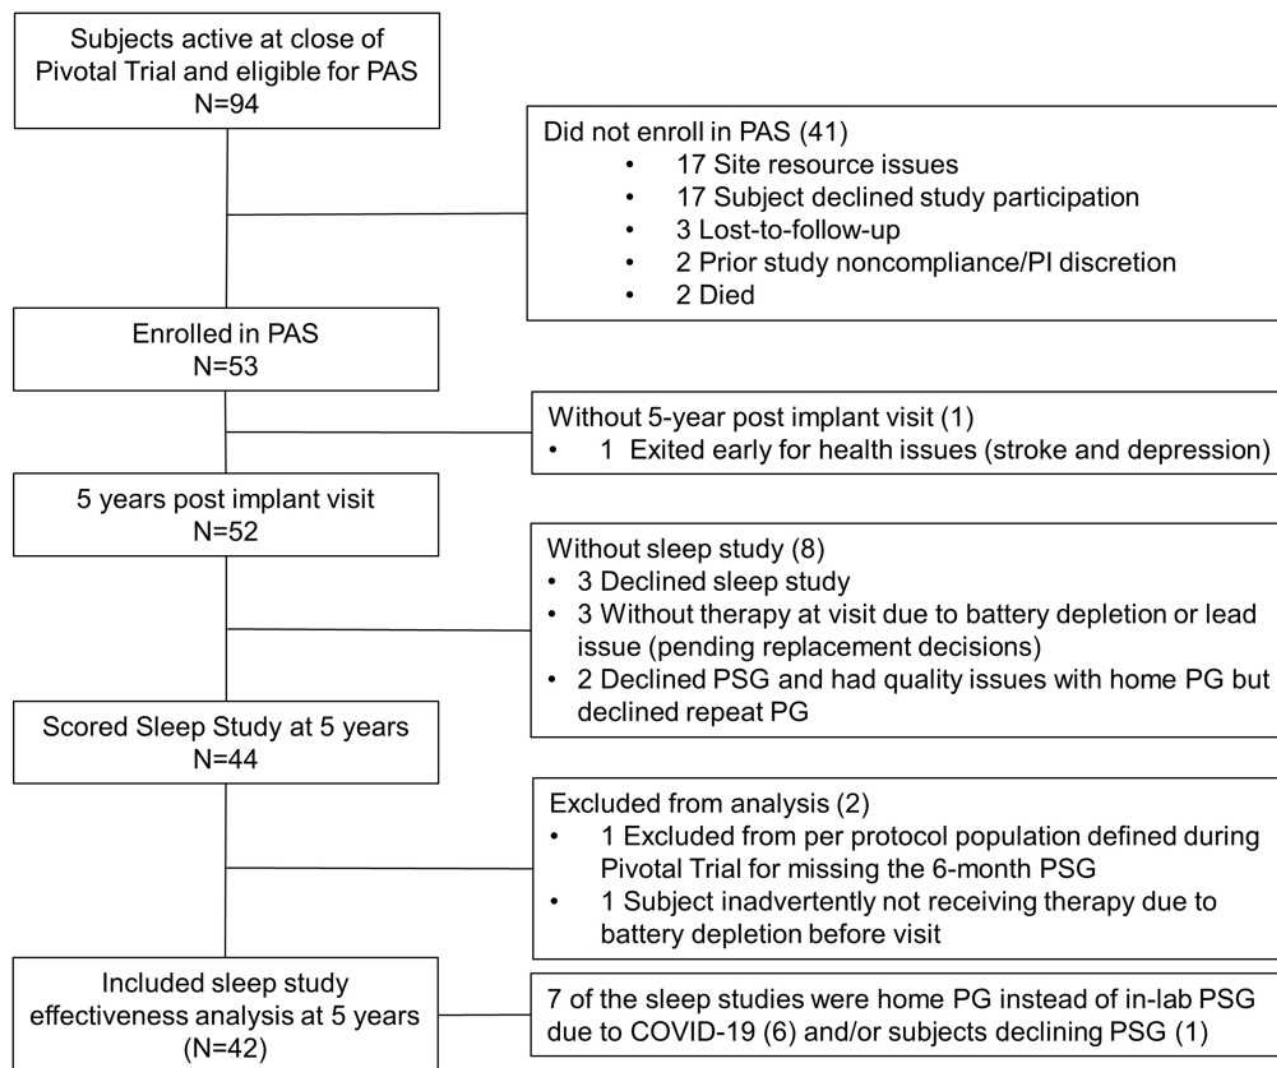 Subjects active at close of
Pivotal Trial and eligible for PAS
N=94
Did not enroll in PAS (41)
• 17 Site resource issues
• 17 Subject declined study participation
• 3 Lost-to-follow-up
• 2 Prior study noncompliance/PI discretion
• 2 Died
Enrolled in PAS
N=53
Without 5-year post implant visit (1)
• 1 Exited early for health issues (stroke and depression)
5 years post implant visit
N=52
Without sleep study (8)
• 3 Declined sleep study
• 3 Without therapy at visit due to battery depletion or lead
issue (pending replacement decisions)
• 2 Declined PSG and had quality issues with home PG but
declined repeat PG
Scored Sleep Study at 5 years
N=44
Excluded from analysis (2)
• 1 Excluded from per protocol population defined during
Pivotal Trial for missing the 6-month PSG
• 1 Subject inadvertently not receiving therapy due to
battery depletion before visit
Included sleep study
effectiveness analysis at 5 years
(N=42)
7 of the sleep studies were home PG instead of in-lab PSG
due to COVID-19 (6) and/or subjects declining PSG (1)